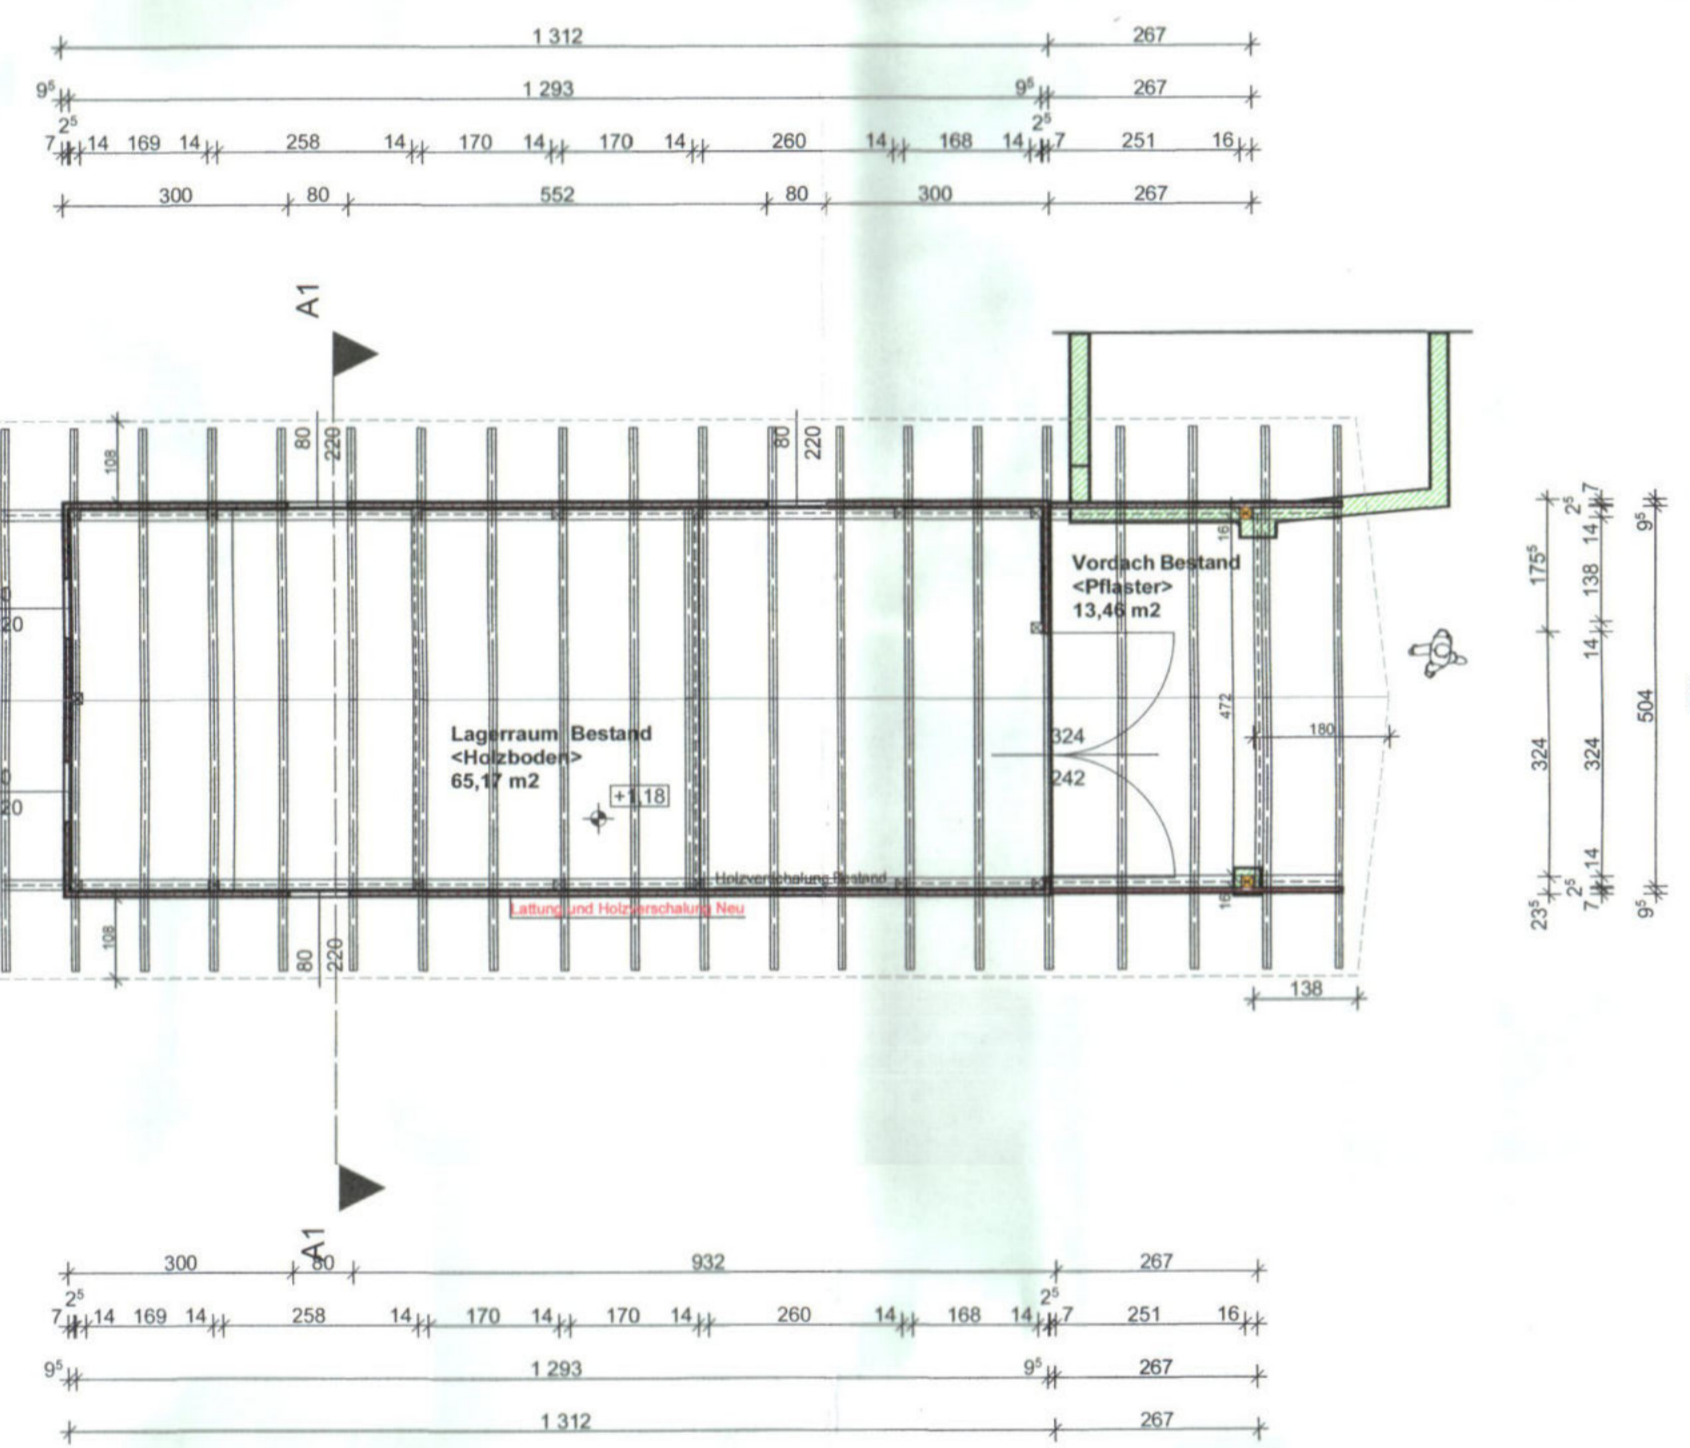 1 312 267
9⁵ 1 293 9⁵ 267
2⁵ 2⁵
7 14 169 14 258 14 170 14 170 14 260 14 168 14 7 251 16
300 80 552 80 300 267
A1
80
220
80
220
108
2⁵ 7
9⁵
16
14
175⁵
138
14
Vordach Bestand
<Pflaster>
13,46 m2
20
472
504
180
324
242
324
324
Lagerraum Bestand
<Holzboden>
65,17 m2
+1,18
20
Holzverschalung Bestand
Lattung und Holzverschalung Neu
14
2⁵
7
23⁵
9⁵
16
108
80
220
138
A1
300 80 932 267
2⁵ 2⁵
7 14 169 14 258 14 170 14 170 14 260 14 168 14 7 251 16
9⁵ 1 293 9⁵ 267
1 312 267